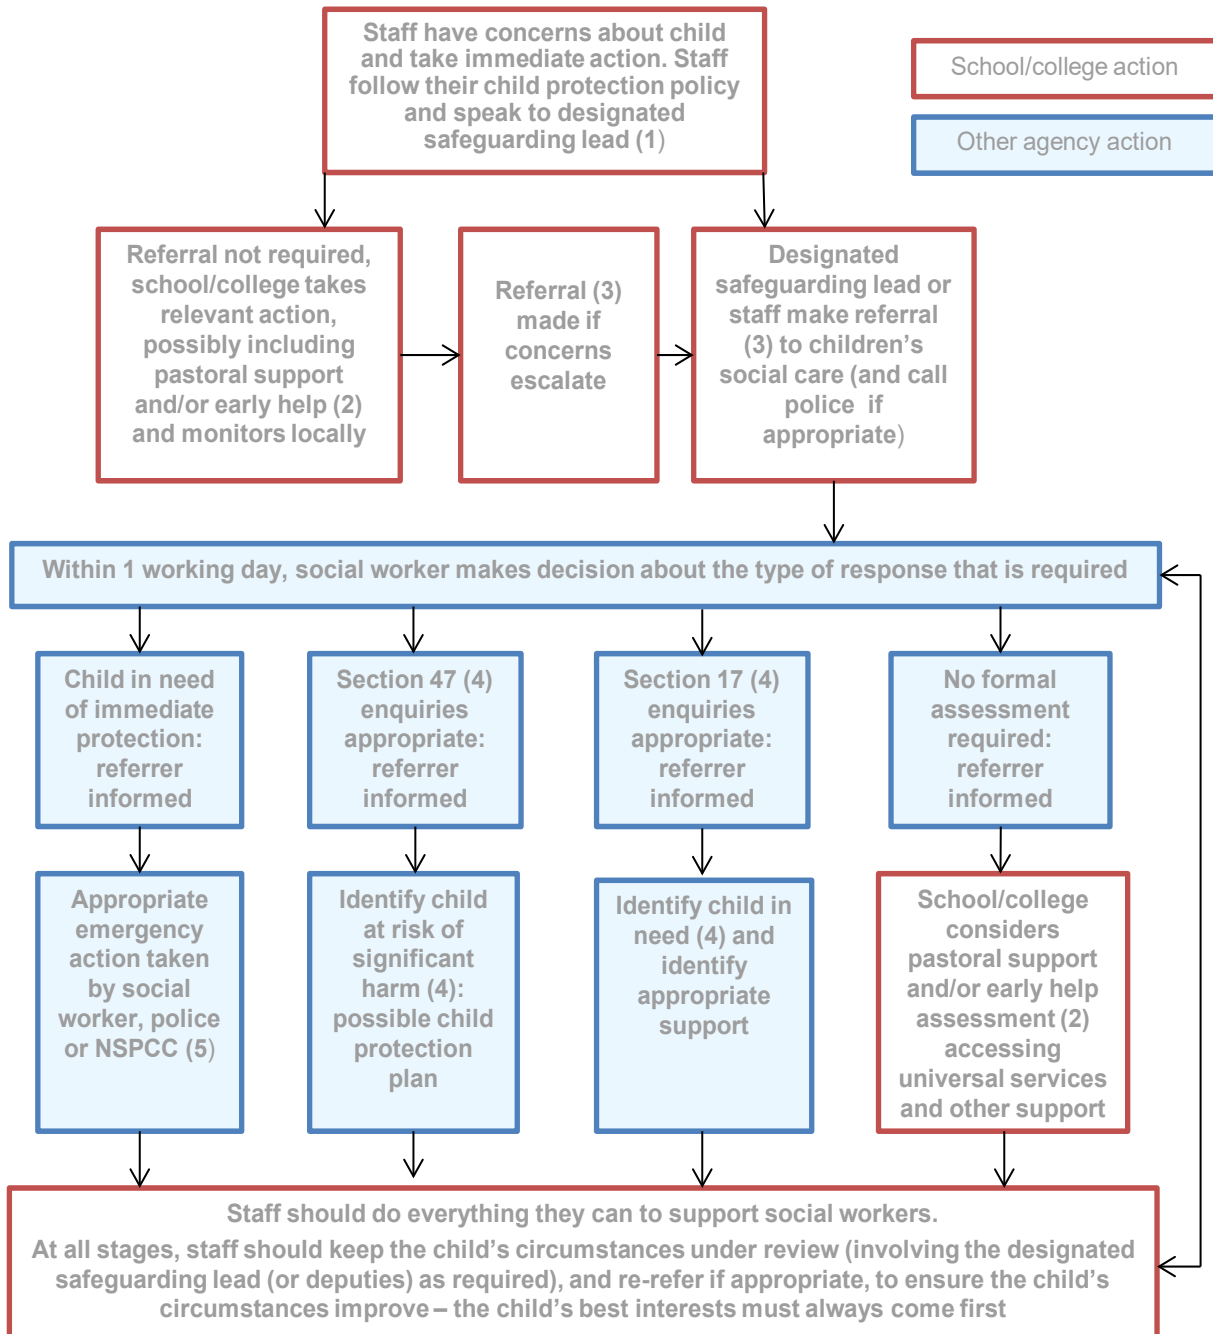 Staff have concerns about child
and take immediate action. Staff
follow their child protection policy
and speak to designated
safeguarding lead (1)
School/college action
Other agency action
Referral not required,
school/college takes
relevant action,
possibly including
pastoral support
and/or early help (2)
and monitors locally
Referral (3)
made if
concerns
escalate
Designated
safeguarding lead or
staff make referral
(3) to children’s
social care (and call
police if
appropriate)
Within 1 working day, social worker makes decision about the type of response that is required
Child in need
of immediate
protection:
referrer
informed
Section 47 (4)
enquiries
appropriate:
referrer
informed
Section 17 (4)
enquiries
appropriate:
referrer
informed
No formal
assessment
required:
referrer
informed
Appropriate
emergency
action taken
by social
worker, police
or NSPCC (5)
Identify child
at risk of
significant
harm (4):
possible child
protection
plan
Identify child in
need (4) and
identify
appropriate
support
School/college
considers
pastoral support
and/or early help
assessment (2)
accessing
universal services
and other support
Staff should do everything they can to support social workers.
At all stages, staff should keep the child’s circumstances under review (involving the designated
safeguarding lead (or deputies) as required), and re-refer if appropriate, to ensure the child’s
circumstances improve – the child’s best interests must always come first